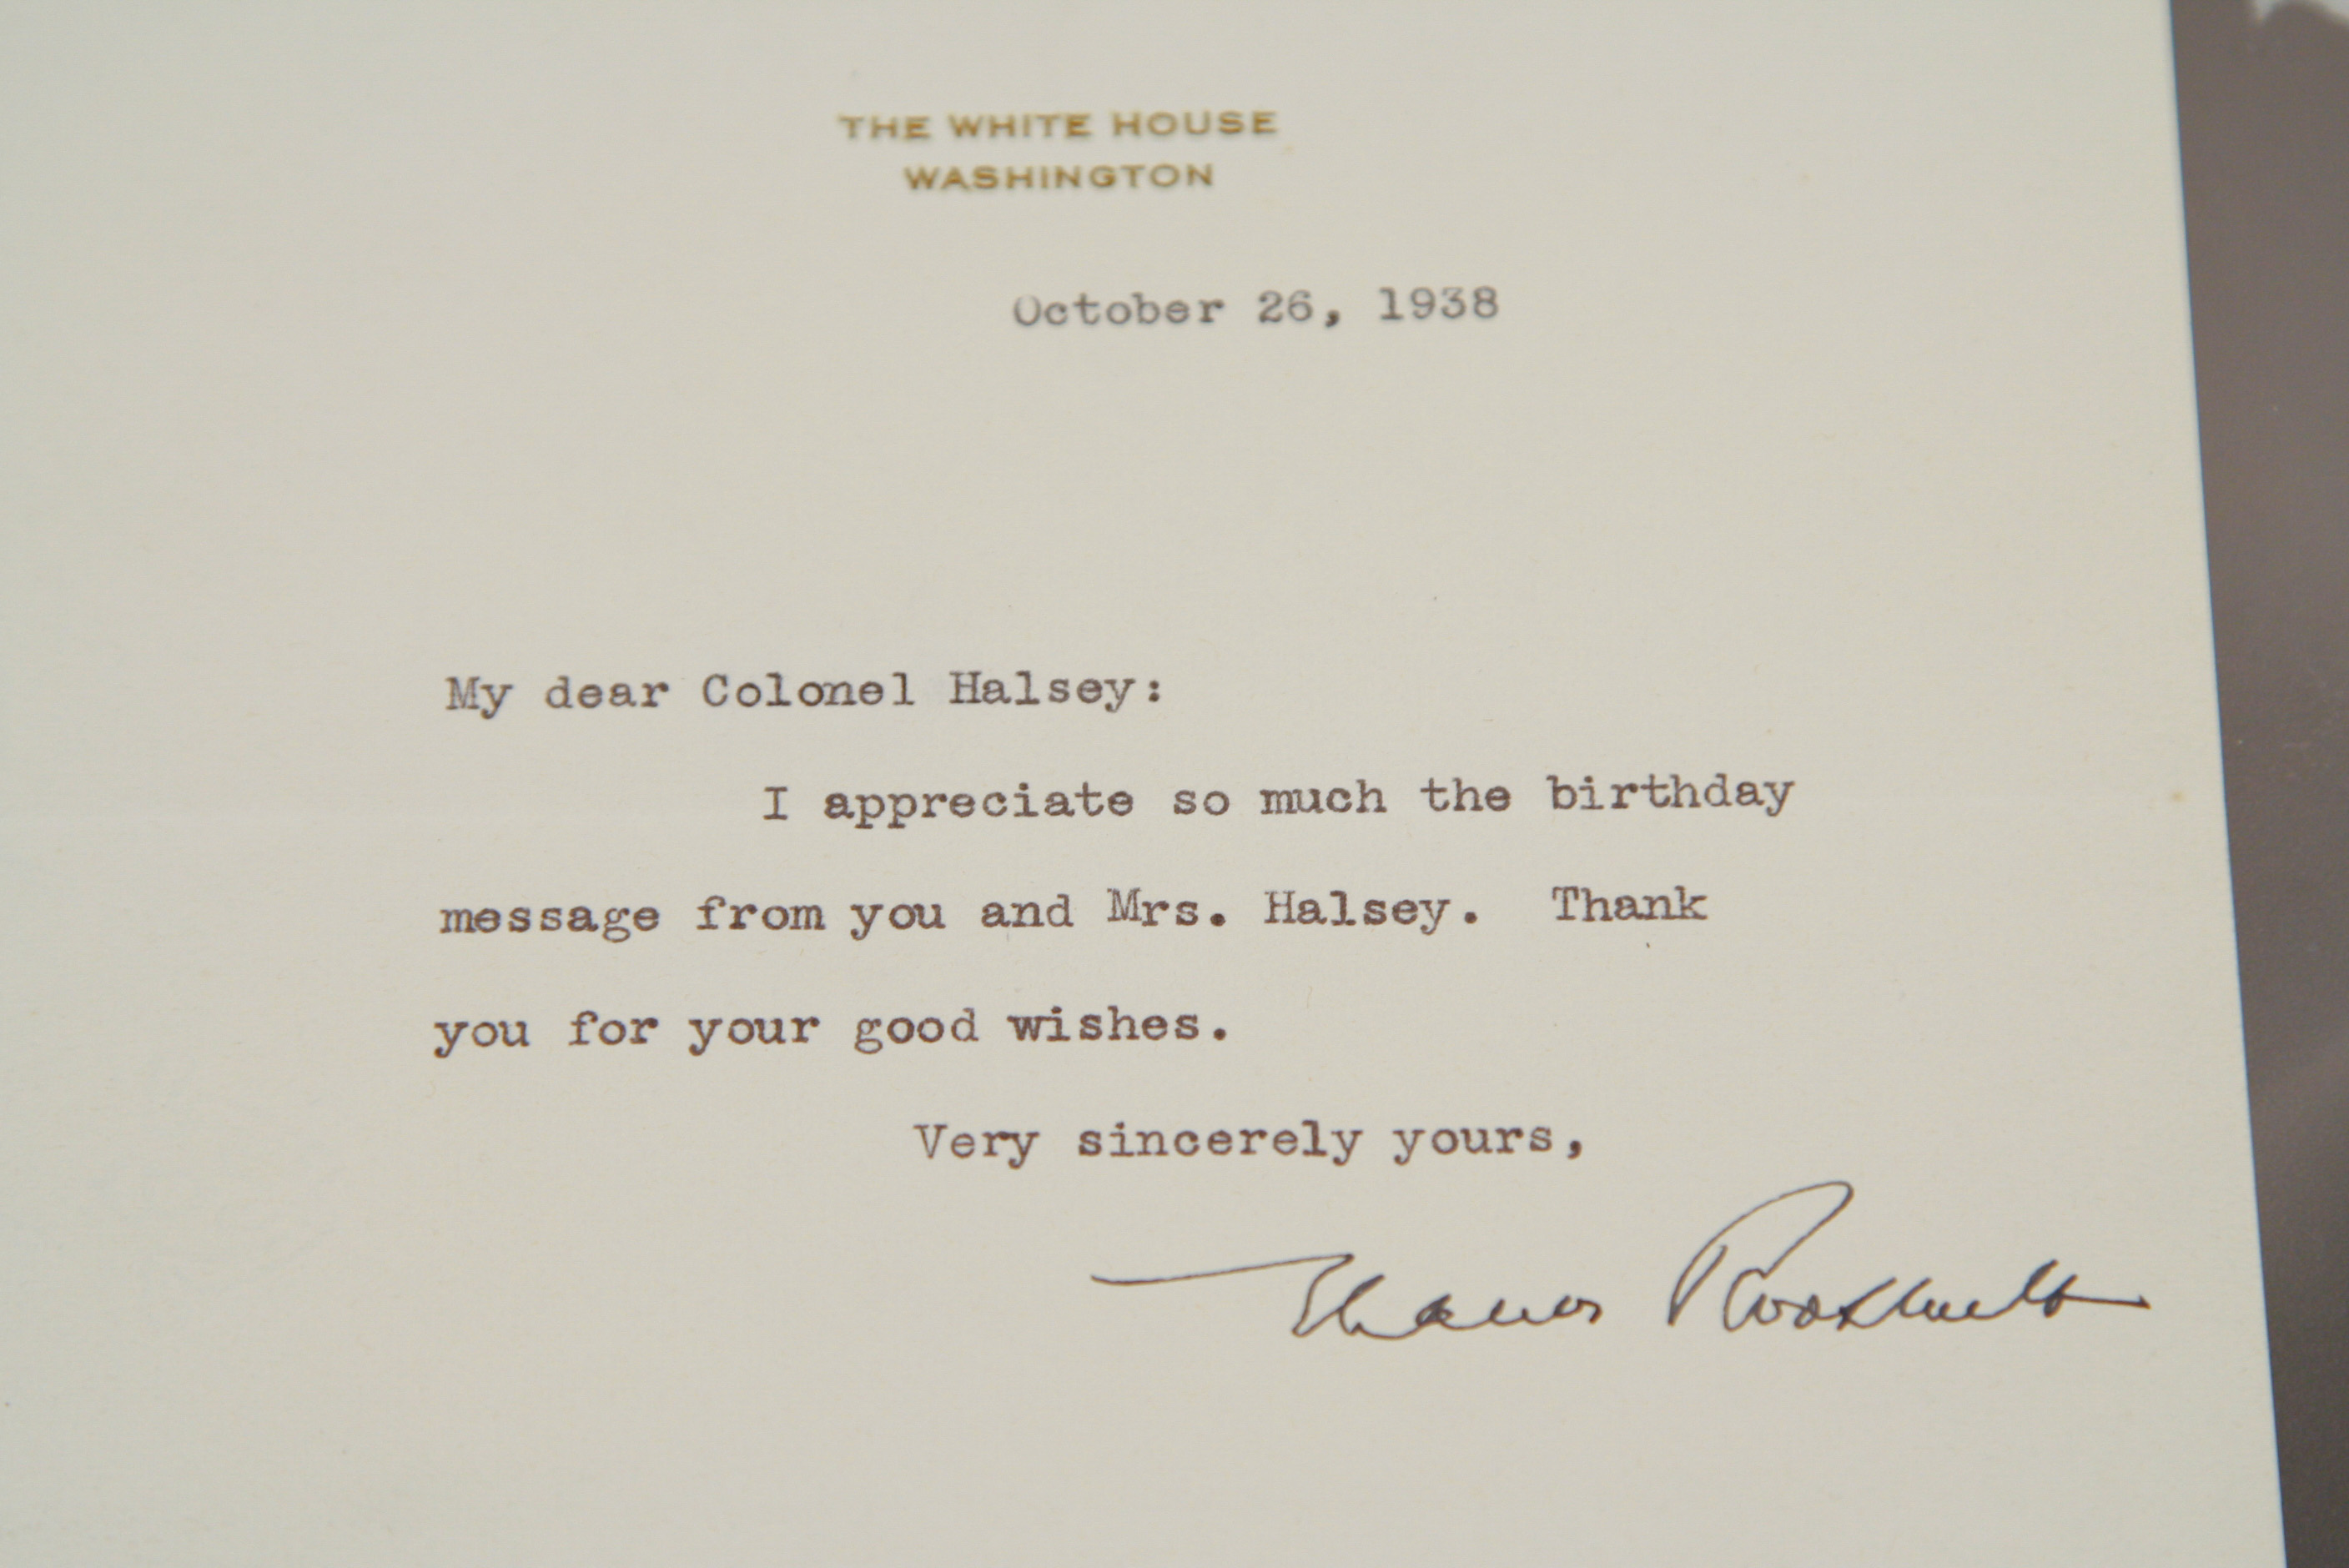 THE WHITE HOUSE
WASHINGTON
October 26, 1938
My dear Colonel Halsey:
I appreciate so much the birthday
message from you and Mrs. Halsey. Thank
you for your good wishes.
Very sincerely yours,
Eleanor Roosevelt